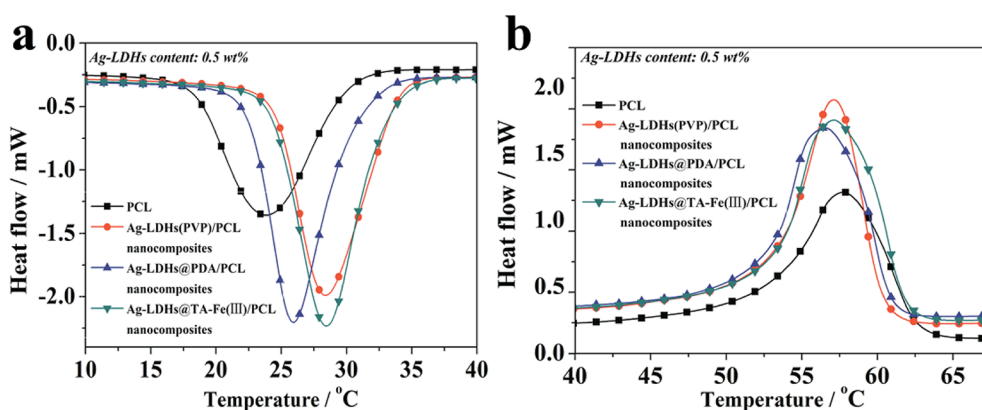 a
Ag-LDHs content: 0.5 wt%
0.0
-0.5
-1.0
-1.5
-2.0
Heat flow / mW
PCL
Ag-LDHs(PVP)/PCL
nanocomposites
Ag-LDHs@PDA/PCL
nanocomposites
Ag-LDHs@TA-Fe(III)/PCL
nanocomposites
10 15 20 25 30 35 40
Temperature / °C
b
Ag-LDHs content: 0.5 wt%
2.0
1.5
1.0
0.5
0.0
Heat flow / mW
PCL
Ag-LDHs(PVP)/PCL
nanocomposites
Ag-LDHs@PDA/PCL
nanocomposites
Ag-LDHs@TA-Fe(III)/PCL
nanocomposites
40 45 50 55 60 65
Temperature / °C